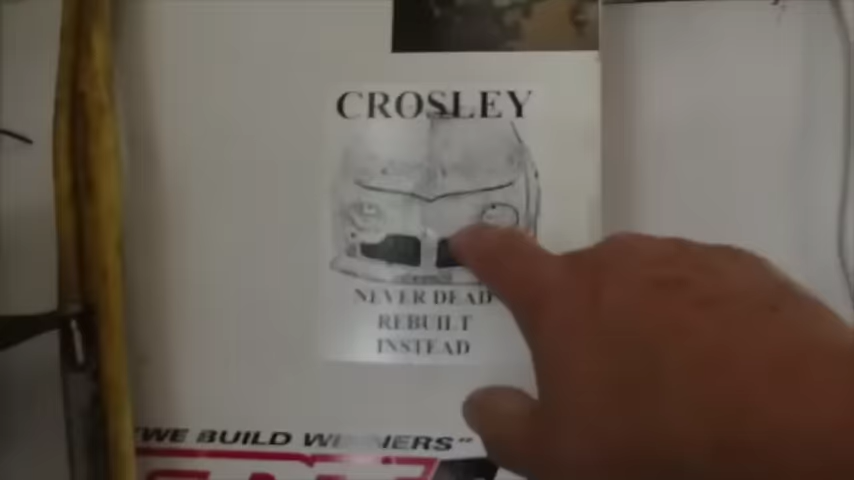 CROSLEY
NEVER DEAD
REBUILT
INSTEAD
"WE BUILD WINNERS"